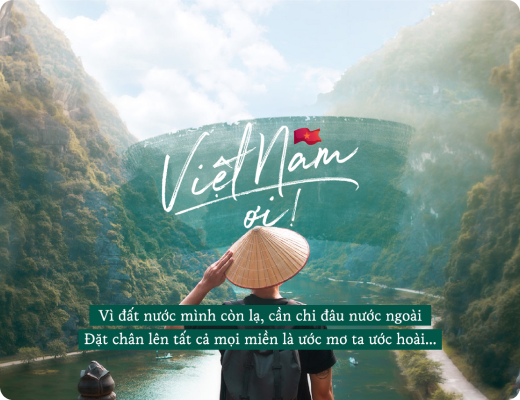 Việt Nam
ơi!
Vì đất nước mình còn lạ, cần chi đâu nước ngoài
Đặt chân lên tất cả mọi miền là ước mơ ta ước hoài...